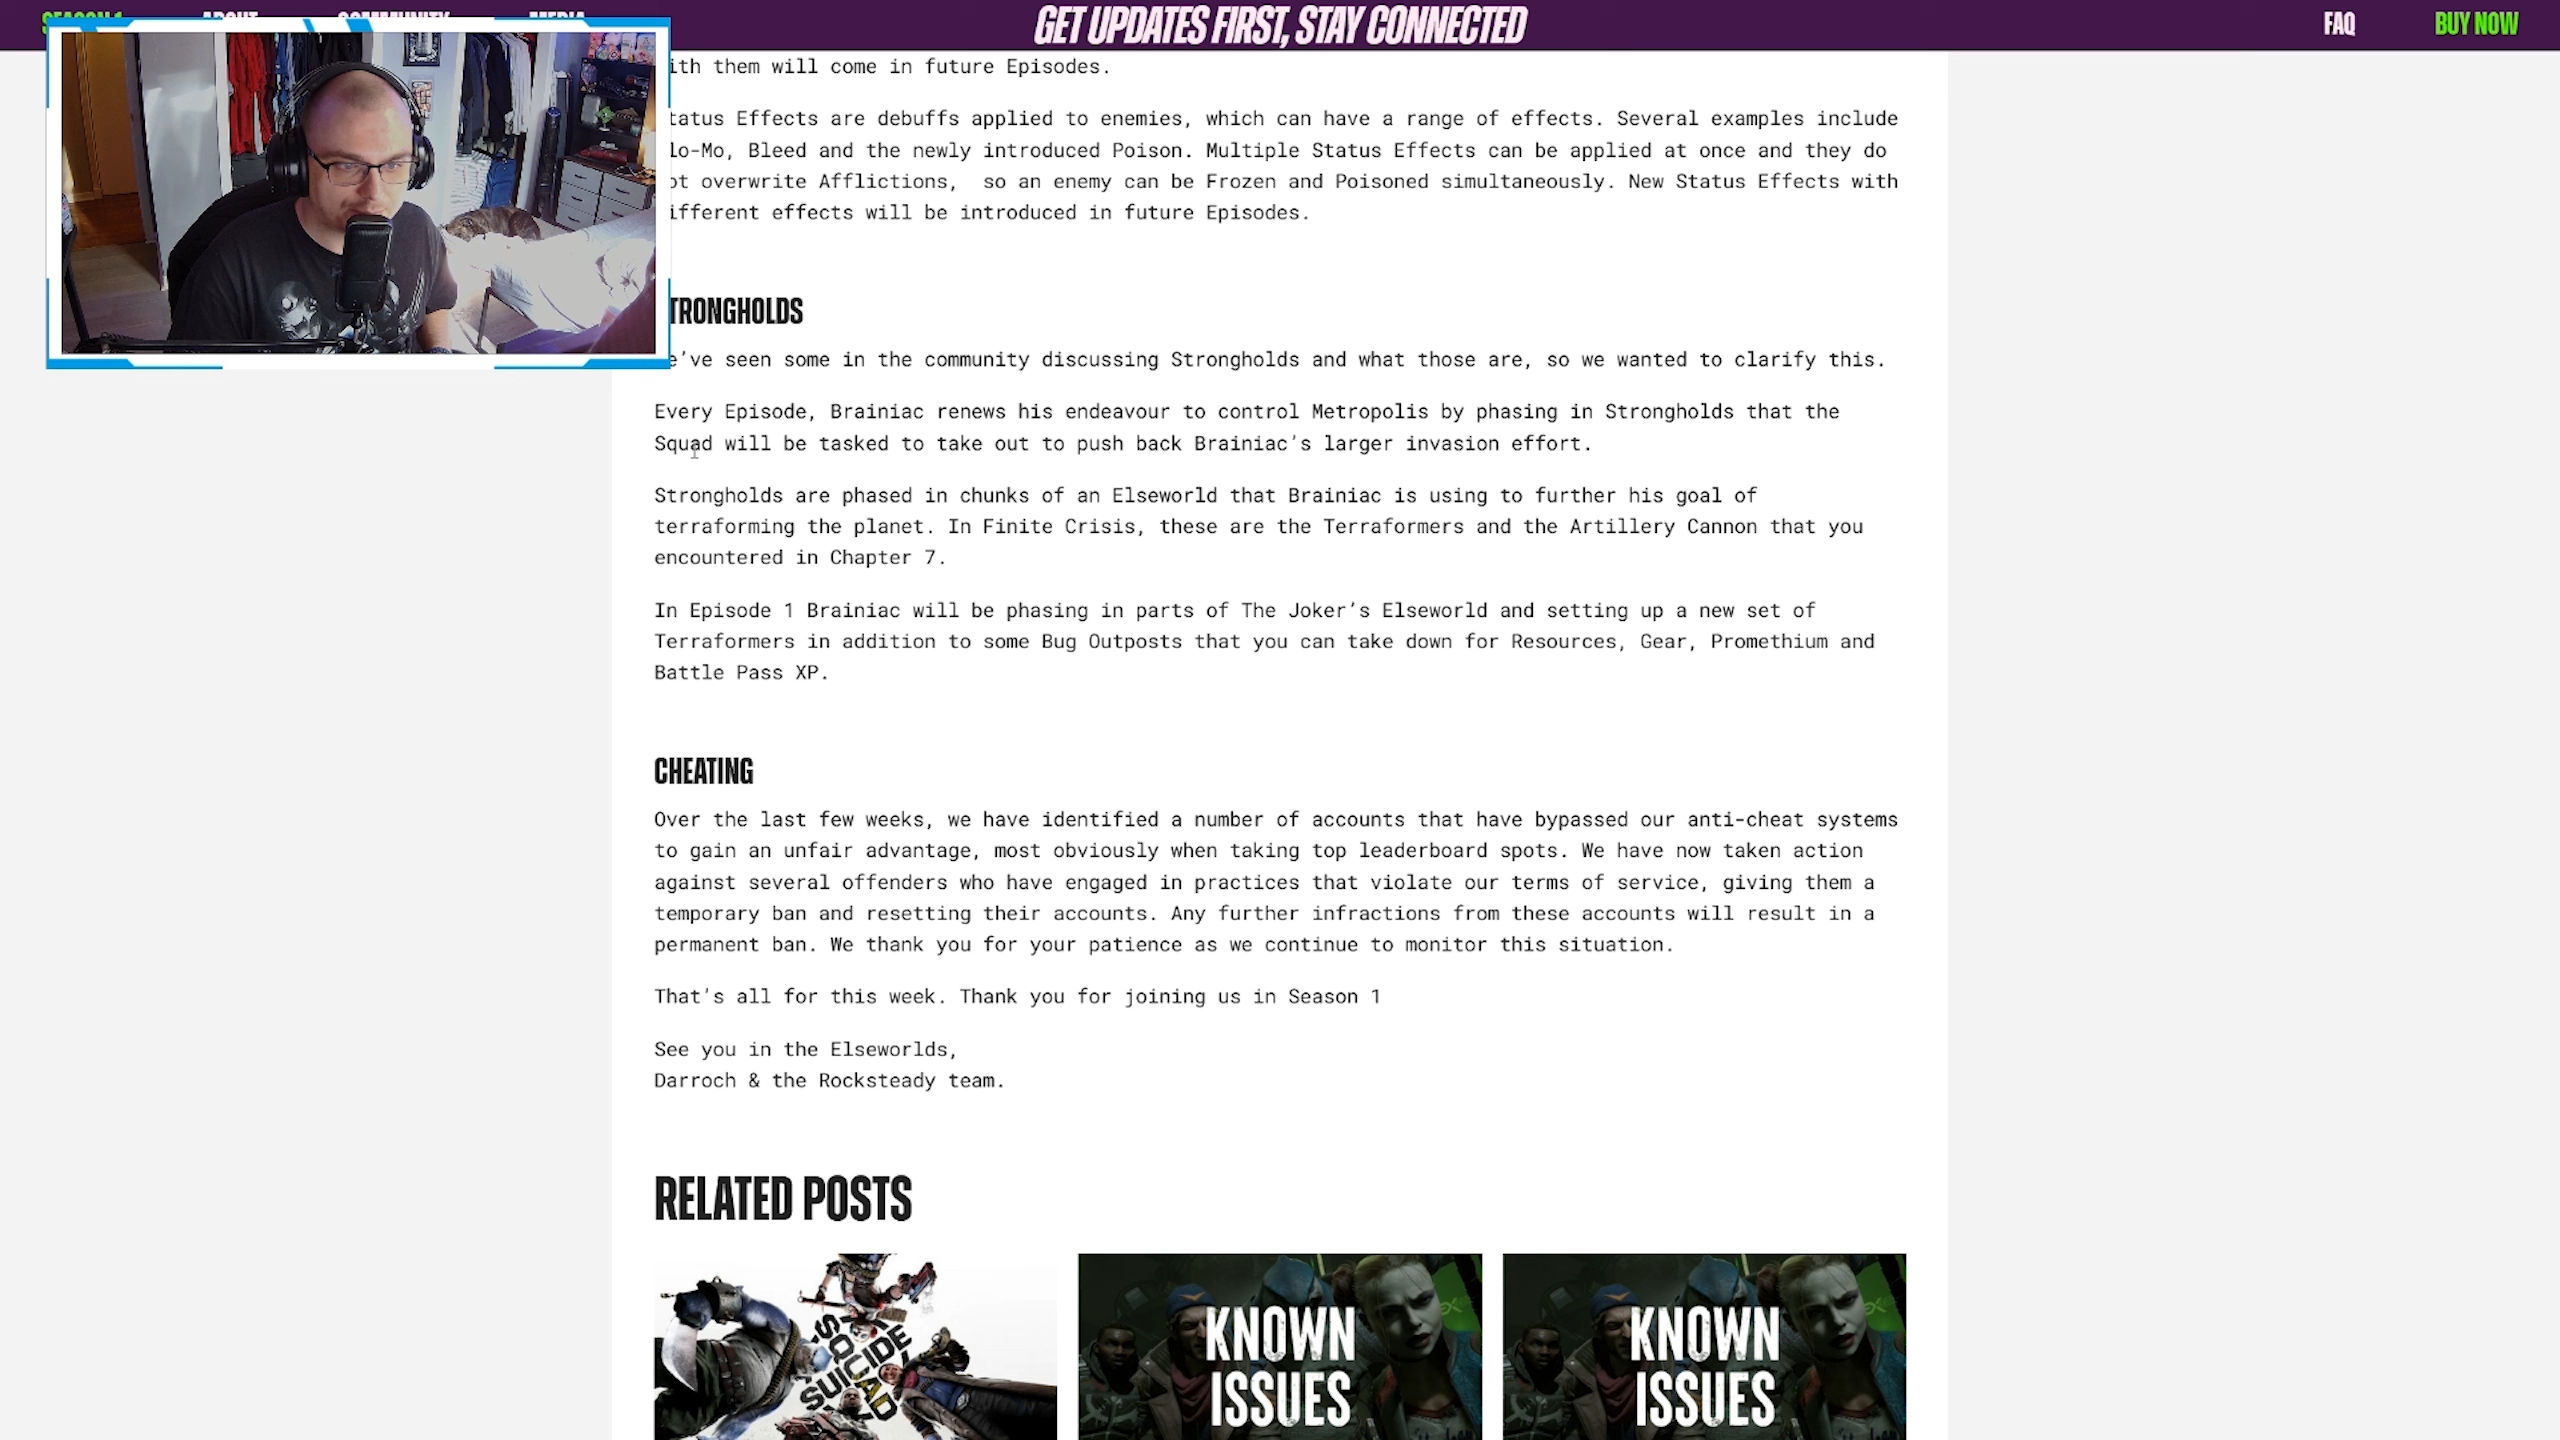 GET UPDATES FIRST, STAY CONNECTED
FAQ
BUY NOW
ith them will come in future Episodes.
tatus Effects are debuffs applied to enemies, which can have a range of effects. Several examples include
lo-Mo, Bleed and the newly introduced Poison. Multiple Status Effects can be applied at once and they do
ot overwrite Afflictions, so an enemy can be Frozen and Poisoned simultaneously. New Status Effects with
ifferent effects will be introduced in future Episodes.
TRONGHOLDS
e've seen some in the community discussing Strongholds and what those are, so we wanted to clarify this.
Every Episode, Brainiac renews his endeavour to control Metropolis by phasing in Strongholds that the
Squad will be tasked to take out to push back Brainiac's larger invasion effort.
Strongholds are phased in chunks of an Elseworld that Brainiac is using to further his goal of
terraforming the planet. In Finite Crisis, these are the Terraformers and the Artillery Cannon that you
encountered in Chapter 7.
In Episode 1 Brainiac will be phasing in parts of The Joker's Elseworld and setting up a new set of
Terraformers in addition to some Bug Outposts that you can take down for Resources, Gear, Promethium and
Battle Pass XP.
CHEATING
Over the last few weeks, we have identified a number of accounts that have bypassed our anti-cheat systems
to gain an unfair advantage, most obviously when taking top leaderboard spots. We have now taken action
against several offenders who have engaged in practices that violate our terms of service, giving them a
temporary ban and resetting their accounts. Any further infractions from these accounts will result in a
permanent ban. We thank you for your patience as we continue to monitor this situation.
That's all for this week. Thank you for joining us in Season 1
See you in the Elseworlds,
Darroch & the Rocksteady team.
RELATED POSTS
SUICIDE
SQUAD
KNOWN
ISSUES
KNOWN
ISSUES